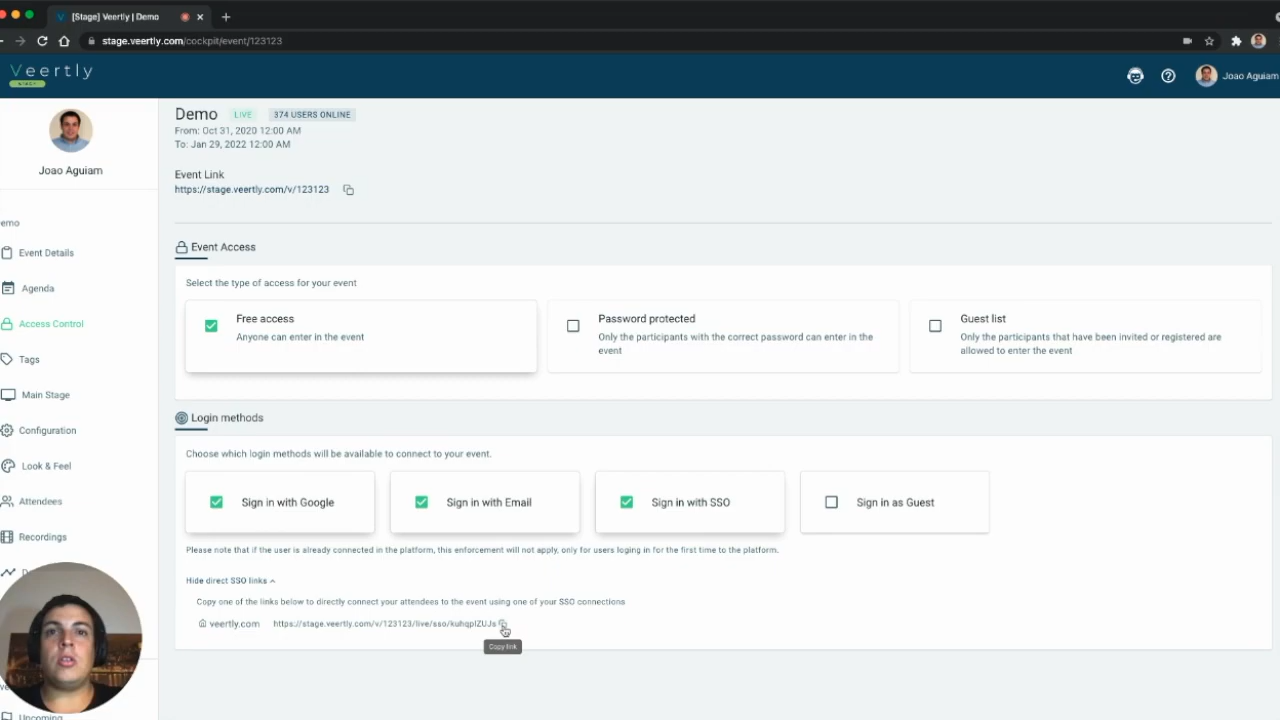 [Stage] Veertly | Demo
stage.veertly.com/cockpit/event/123123
Veertly
Joao Aguiam
Joao Aguiam
emo
Event Details
Agenda
Access Control
Tags
Main Stage
Configuration
Look & Feel
Attendees
Recordings
Upcoming
Demo
LIVE
374 USERS ONLINE
From: Oct 31, 2020 12:00 AM
To: Jan 29, 2022 12:00 AM
Event Link
https://stage.veertly.com/v/123123
Event Access
Select the type of access for your event
Free access
Anyone can enter in the event
Password protected
Only the participants with the correct password can enter in the
event
Guest list
Only the participants that have been invited or registered are
allowed to enter the event
Login methods
Choose which login methods will be available to connect to your event.
Sign in with Google
Sign in with Email
Sign in with SSO
Sign in as Guest
Please note that if the user is already connected in the platform, this enforcement will not apply, only for users logging in for the first time to the platform.
Hide direct SSO links
Copy one of the links below to directly connect your attendees to the event using one of your SSO connections
veertly.com
https://stage.veertly.com/v/123123/live/sso/kuhqplZUJs
Copy link